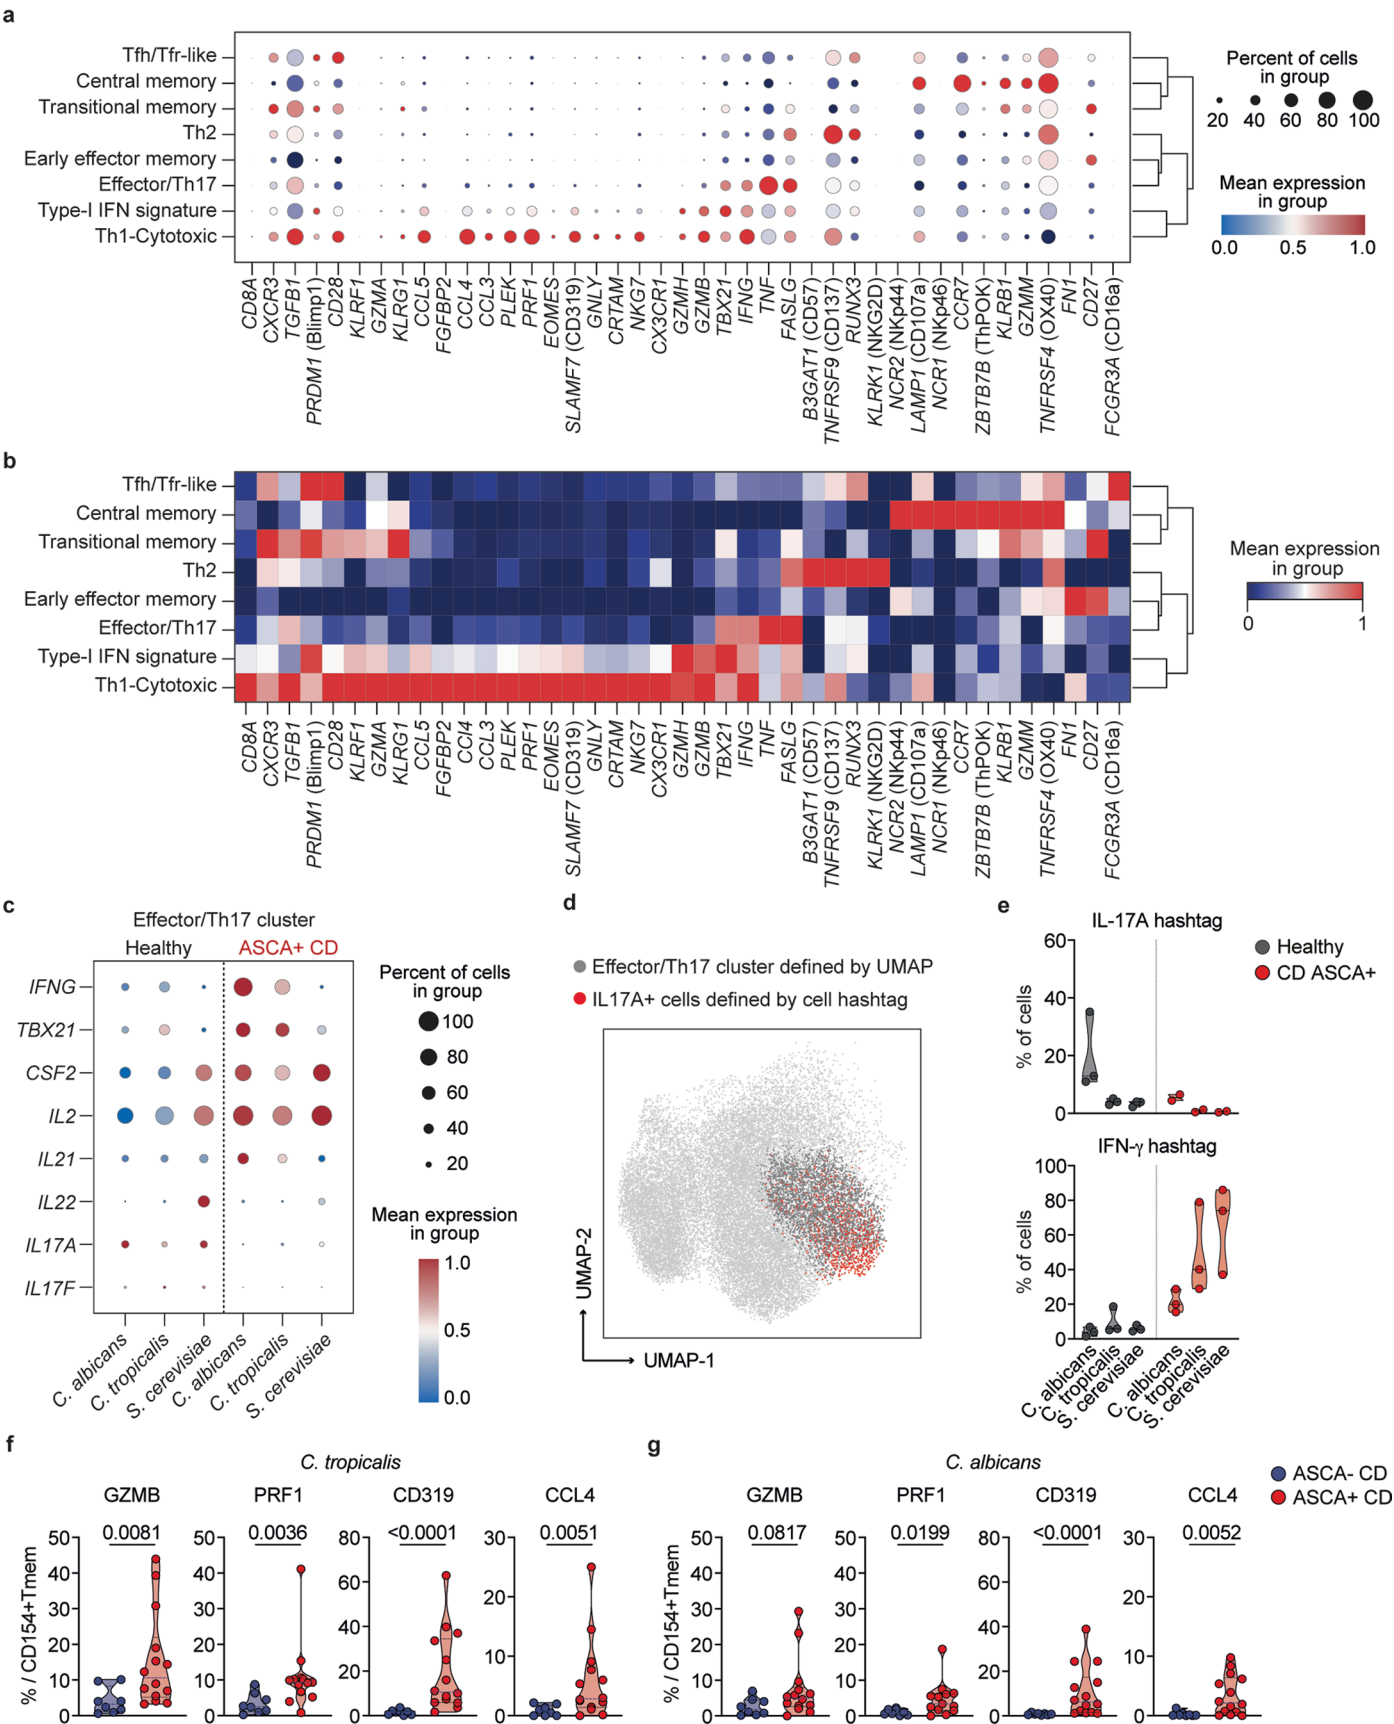 a
Tfh/Tfr-like
Central memory
Transitional memory
Th2
Early effector memory
Effector/Th17
Type-I IFN signature
Th1-Cytotoxic
CD8A
CXCR3
TGFB1
PRDM1 (Blimp1)
CD28
KLRF1
GZMA
KLRG1
CCL5
FGFBP2
CCL4
CCL3
PLEK
PRF1
EOMES
SLAMF7 (CD319)
GNLY
CRTAM
NKG7
CX3CR1
GZMH
GZMB
TBX21
IFNG
TNF
FASLG
B3GAT1 (CD57)
TNFRSF9 (CD137)
RUNX3
KLRK1 (NKG2D)
NCR2 (NKp44)
LAMP1 (CD107a)
NCR1 (NKp46)
CCR7
ZBTB7B (ThPOK)
KLRB1
GZMM
TNFRSF4 (OX40)
FN1
CD27
FCGR3A (CD16a)
Percent of cells
in group
20 40 60 80 100
Mean expression
in group
0.0 0.5 1.0
b
Tfh/Tfr-like
Central memory
Transitional memory
Th2
Early effector memory
Effector/Th17
Type-I IFN signature
Th1-Cytotoxic
CD8A
CXCR3
TGFB1
PRDM1 (Blimp1)
CD28
KLRF1
GZMA
KLRG1
CCL5
FGFBP2
CCl4
CCL3
PLEK
PRF1
EOMES
SLAMF7 (CD319)
GNLY
CRTAM
NKG7
CX3CR1
GZMH
GZMB
TBX21
IFNG
TNF
FASLG
B3GAT1 (CD57)
TNFRSF9 (CD137)
RUNX3
KLRK1 (NKG2D)
NCR2 (NKp44)
LAMP1 (CD107a)
NCR1 (NKp46)
CCR7
ZBTB7B (ThPOK)
KLRB1
GZMM
TNFRSF4 (OX40)
FN1
CD27
FCGR3A (CD16a)
Mean expression
in group
0 1
c
Effector/Th17 cluster
Healthy ASCA+ CD
IFNG
TBX21
CSF2
IL2
IL21
IL22
IL17A
IL17F
C. albicans
C. tropicalis
S. cerevisiae
C. albicans
C. tropicalis
S. cerevisiae
Percent of cells
in group
100
80
60
40
20
Mean expression
in group
1.0
0.5
0.0
d
Effector/Th17 cluster defined by UMAP
IL17A+ cells defined by cell hashtag
UMAP-2
UMAP-1
e
IL-17A hashtag
% of cells
60
40
20
0
Healthy
CD ASCA+
IFN-γ hashtag
% of cells
100
80
60
40
20
0
C. albicans
C. tropicalis
S. cerevisiae
C. albicans
C. tropicalis
S. cerevisiae
f
C. tropicalis
% / CD154+Tmem
GZMB
0.0081
50
40
30
20
10
0
PRF1
0.0036
50
40
30
20
10
0
CD319
<0.0001
80
60
40
20
0
CCL4
0.0051
30
20
10
0
g
C. albicans
% / CD154+Tmem
GZMB
0.0817
50
40
30
20
10
0
PRF1
0.0199
50
40
30
20
10
0
CD319
<0.0001
80
60
40
20
0
CCL4
0.0052
30
20
10
0
ASCA- CD
ASCA+ CD